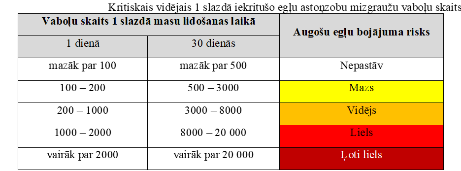 Kritiskais vidējais 1 slazdā iekritušo egļu astoņzobu mizgraužu vaboļu skaits
Vaboļu skaits 1 slazdā masu lidošanas laikā
Augošu egļu bojājuma risks
1 dienā
30 dienās
mazāk par 100
mazāk par 500
Nepastāv
100 – 200
500 – 3000
Mazs
200 – 1000
3000 – 8000
Vidējs
1000 – 2000
8000 – 20 000
Liels
vairāk par 2000
vairāk par 20 000
Ļoti liels